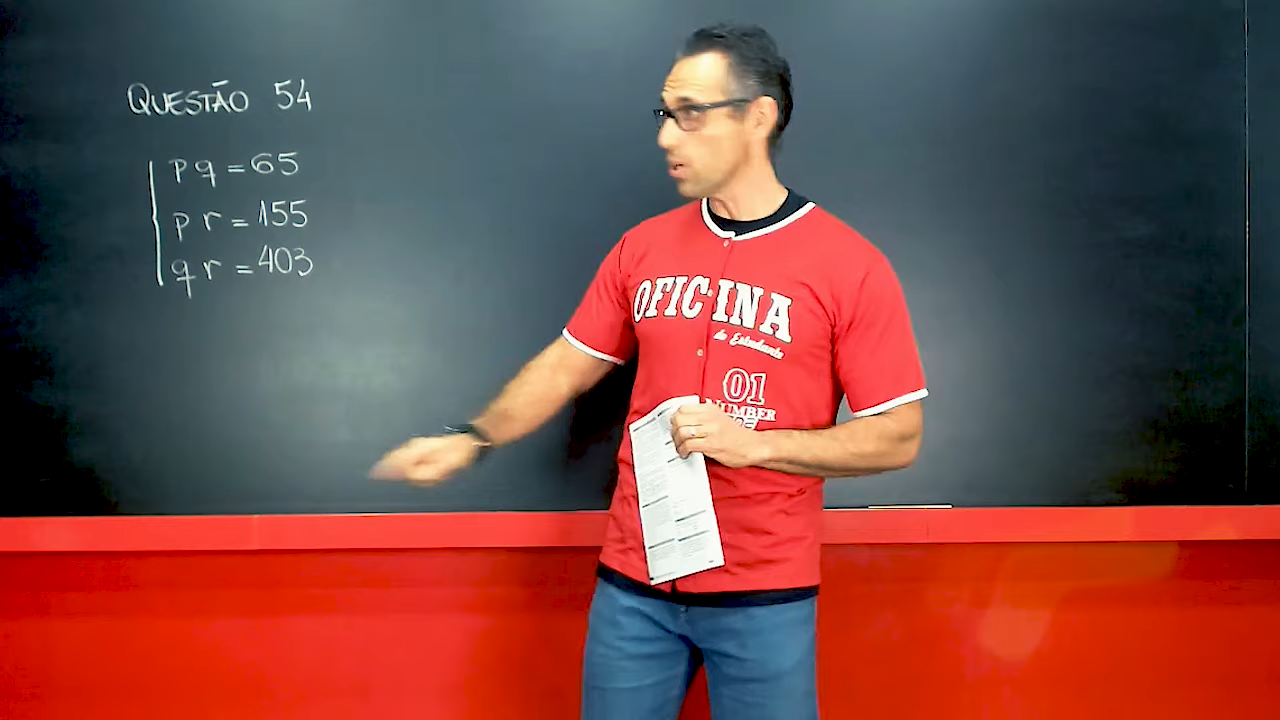 QUESTÃO 54
pq = 65
pr = 155
qr = 403
OFICINA
do Estudante
01
NUMBER